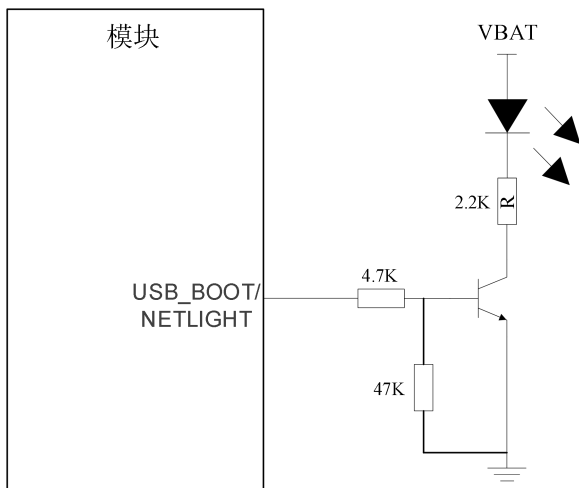 模块
VBAT
2.2K
R
4.7K
USB_BOOT/
NETLIGHT
47K